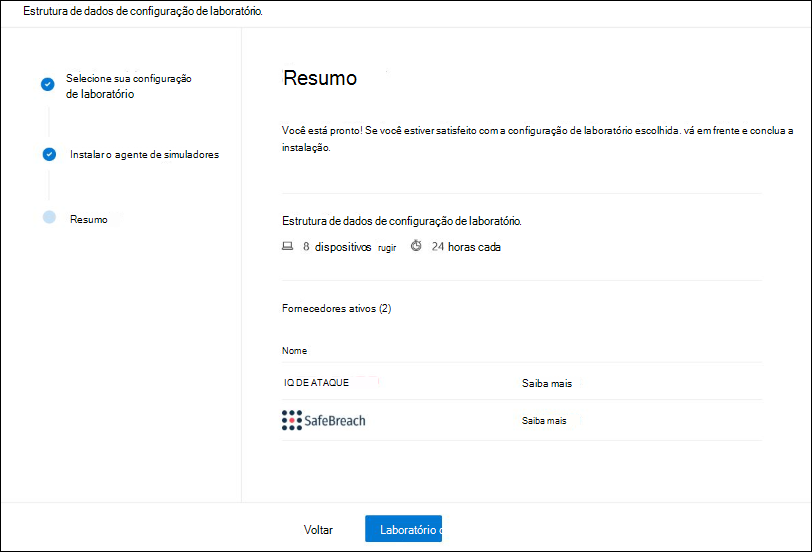 Estrutura de dados de configuração de laboratório.
Selecione sua configuração
de laboratório
Instalar o agente de simuladores
Resumo
Resumo
Você está pronto! Se você estiver satisfeito com a configuração de laboratório escolhida. vá em frente e conclua a
instalação.
Estrutura de dados de configuração de laboratório.
8 dispositivos rugir 24 horas cada
Fornecedores ativos (2)
Nome
IQ DE ATAQUE Saiba mais
SafeBreach Saiba mais
Voltar Laboratório